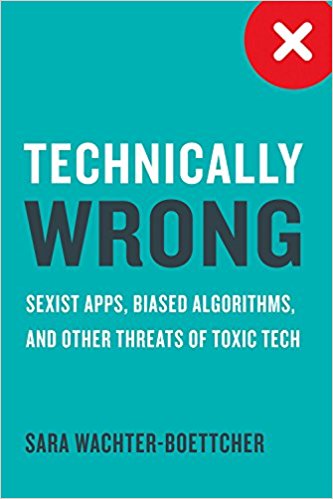 TECHNICALLY
WRONG
SEXIST APPS, BIASED ALGORITHMS,
AND OTHER THREATS OF TOXIC TECH
SARA WACHTER-BOETTCHER